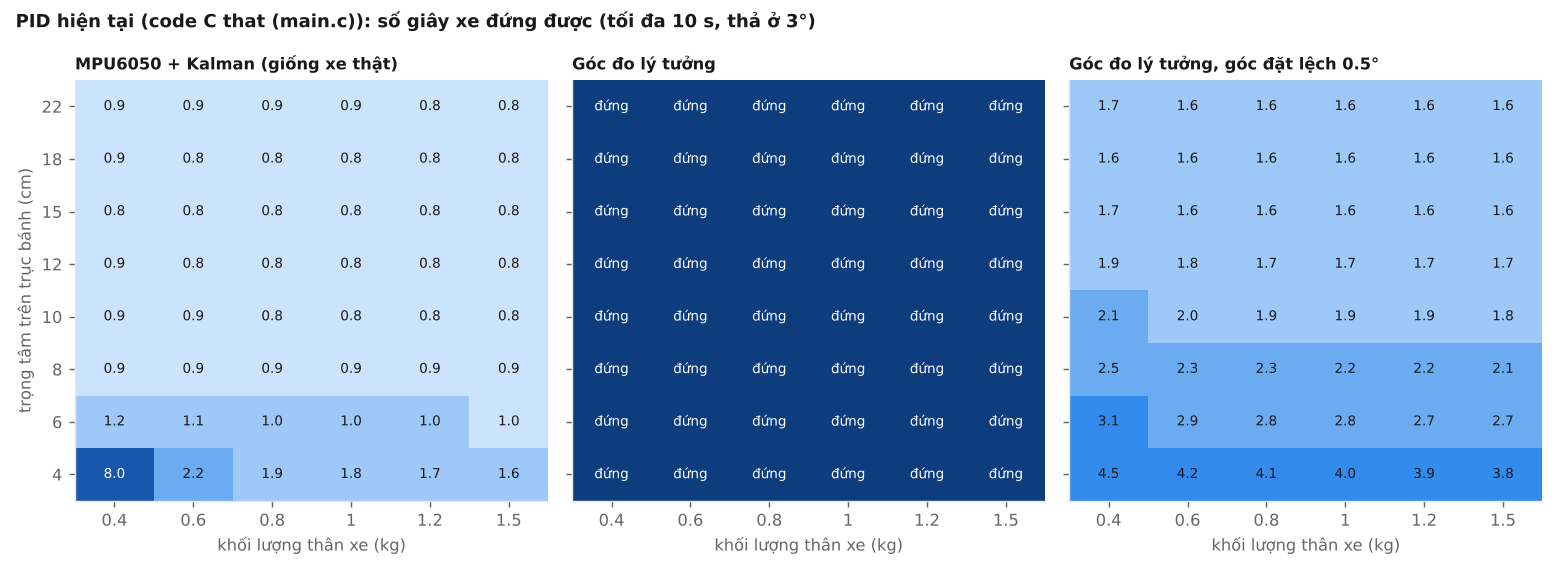 PID hiện tại (code C that (main.c)): số giây xe đứng được (tối đa 10 s, thả ở 3°)
MPU6050 + Kalman (giống xe thật)
Góc đo lý tưởng
Góc đo lý tưởng, góc đặt lệch 0.5°
trọng tâm trên trục bánh (cm)
22 0.9 0.9 0.9 0.9 0.8 0.8 đứng đứng đứng đứng đứng đứng 1.7 1.6 1.6 1.6 1.6 1.6
18 0.9 0.8 0.8 0.8 0.8 0.8 đứng đứng đứng đứng đứng đứng 1.6 1.6 1.6 1.6 1.6 1.6
15 0.8 0.8 0.8 0.8 0.8 0.8 đứng đứng đứng đứng đứng đứng 1.7 1.6 1.6 1.6 1.6 1.6
12 0.9 0.8 0.8 0.8 0.8 0.8 đứng đứng đứng đứng đứng đứng 1.9 1.8 1.7 1.7 1.7 1.7
10 0.9 0.9 0.8 0.8 0.8 0.8 đứng đứng đứng đứng đứng đứng 2.1 2.0 1.9 1.9 1.9 1.8
8 0.9 0.9 0.9 0.9 0.9 0.9 đứng đứng đứng đứng đứng đứng 2.5 2.3 2.3 2.2 2.2 2.1
6 1.2 1.1 1.0 1.0 1.0 1.0 đứng đứng đứng đứng đứng đứng 3.1 2.9 2.8 2.8 2.7 2.7
4 8.0 2.2 1.9 1.8 1.7 1.6 đứng đứng đứng đứng đứng đứng 4.5 4.2 4.1 4.0 3.9 3.8
0.4 0.6 0.8 1 1.2 1.5 0.4 0.6 0.8 1 1.2 1.5 0.4 0.6 0.8 1 1.2 1.5
khối lượng thân xe (kg) khối lượng thân xe (kg) khối lượng thân xe (kg)